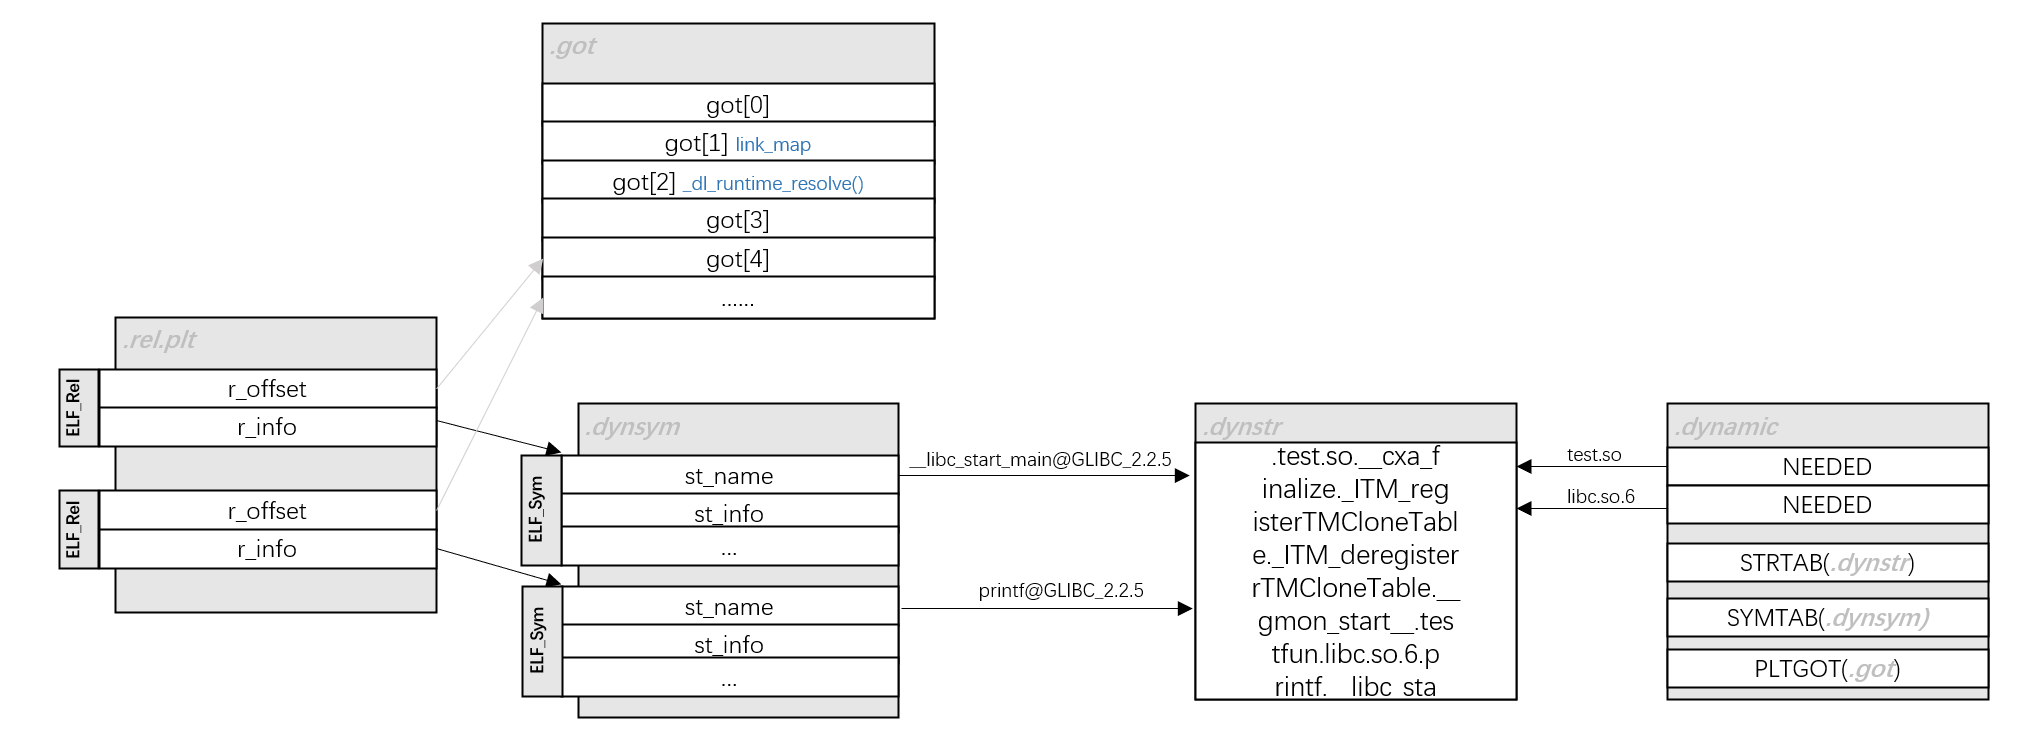 .got
got[0]
got[1] link_map
got[2] _dl_runtime_resolve()
got[3]
got[4]
......
.rel.plt
ELF_Rel
r_offset
r_info
ELF_Rel
r_offset
r_info
.dynsym
ELF_Sym
st_name
st_info
...
ELF_Sym
st_name
st_info
...
__libc_start_main@GLIBC_2.2.5
printf@GLIBC_2.2.5
.dynstr
.test.so.__cxa_f
inalize._ITM_reg
isterTMCloneTabl
e._ITM_deregister
rTMCloneTable.__
gmon_start__.tes
tfun.libc.so.6.p
rintf.__libc_sta
test.so
libc.so.6
.dynamic
NEEDED
NEEDED
STRTAB(.dynstr)
SYMTAB(.dynsym)
PLTGOT(.got)